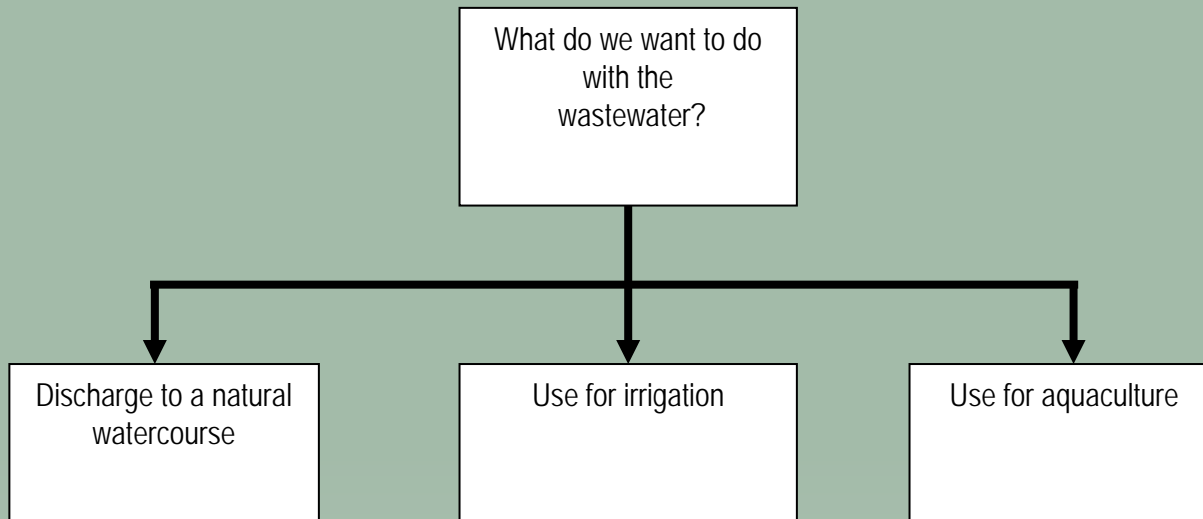 What do we want to do
with the
wastewater?
Discharge to a natural
watercourse
Use for irrigation
Use for aquaculture